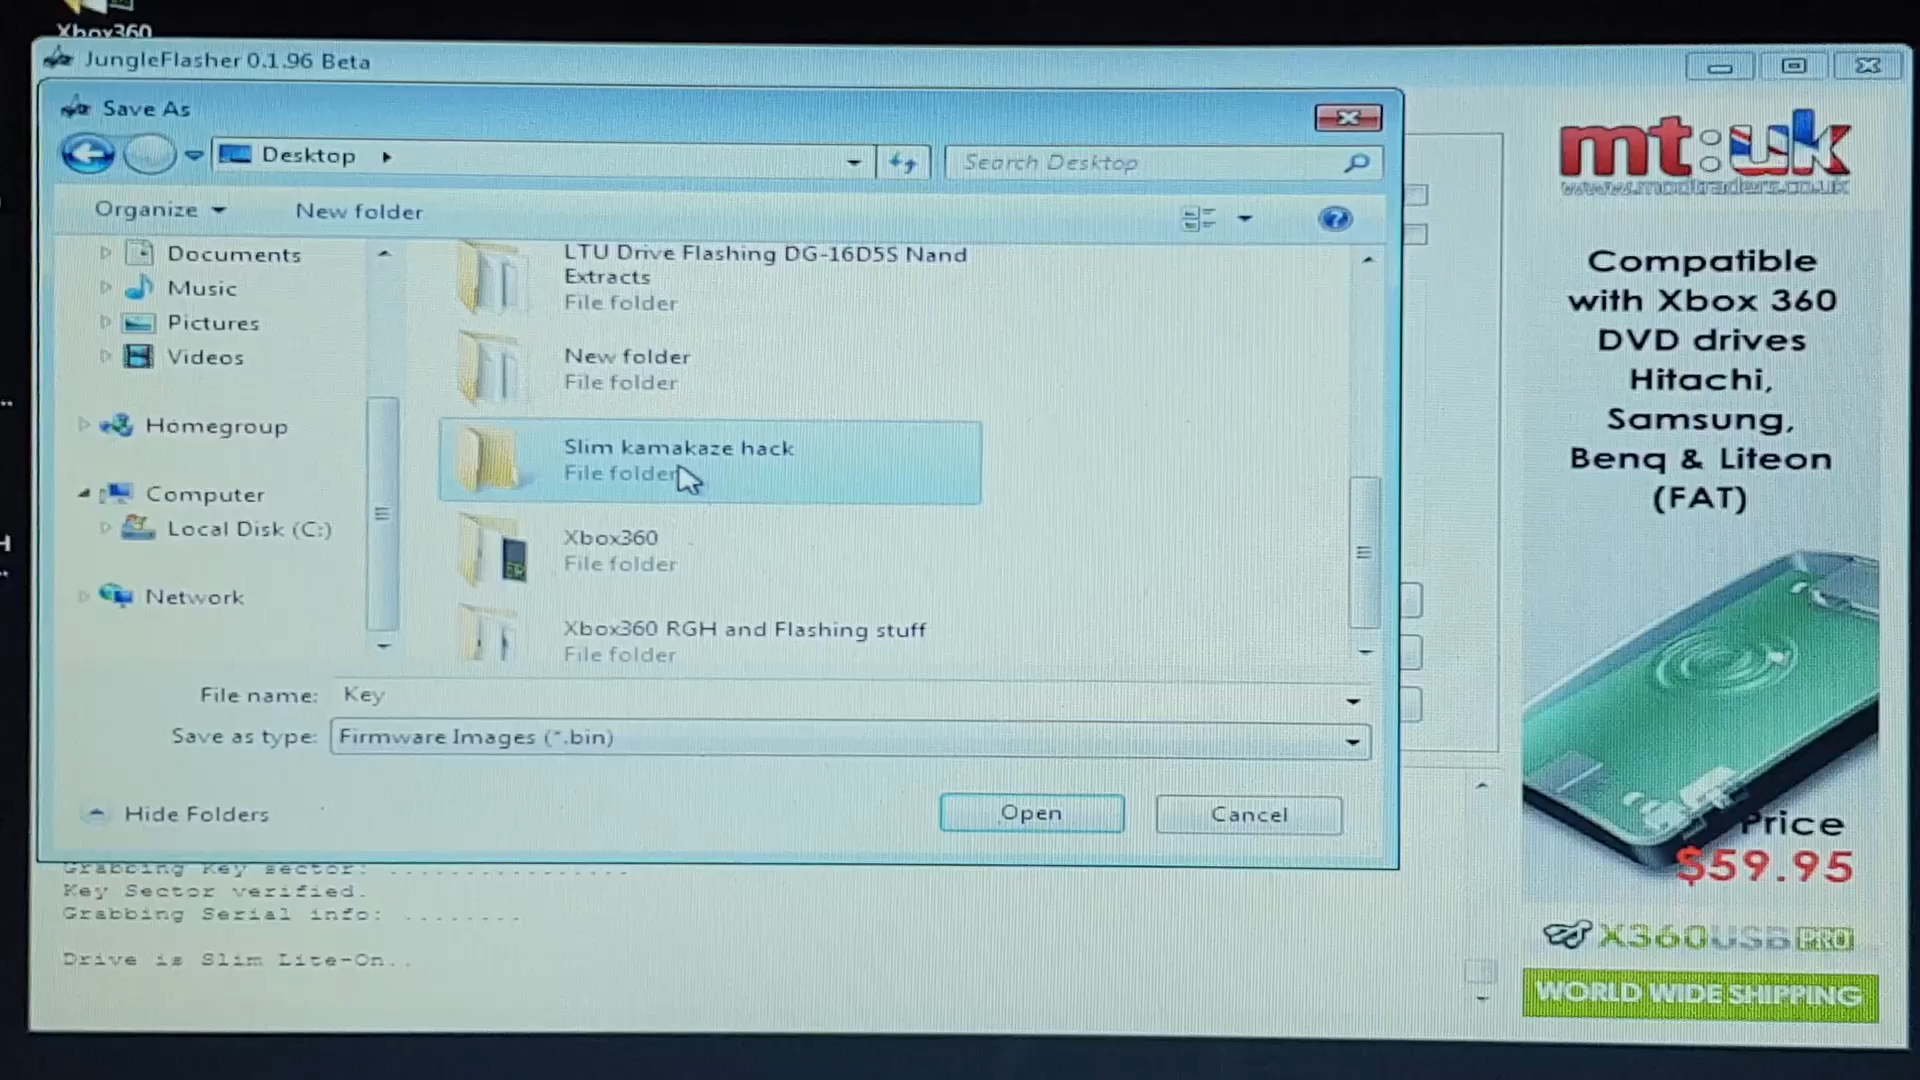 Xbox360
JungleFlasher 0.1.96 Beta
Save As
Desktop
Search Desktop
Organize
New folder
Documents
Music
Pictures
Videos
Homegroup
Computer
Local Disk (C:)
Network
LTU Drive Flashing DG-16D5S Nand
Extracts
File folder
New folder
File folder
Slim kamakaze hack
File folder
Xbox360
File folder
Xbox360 RGH and Flashing stuff
File folder
File name: Key
Save as type: Firmware Images (*.bin)
Hide Folders
Open
Cancel
Grabbing Key sector: ................
Key Sector verified.
Grabbing Serial info: ........
Drive is Slim Lite-On..
mt:uk
www.modtraders.co.uk
Compatible
with Xbox 360
DVD drives
Hitachi,
Samsung,
Benq & Liteon
(FAT)
Price
$59.95
X360USB PRO
WORLD WIDE SHIPPING